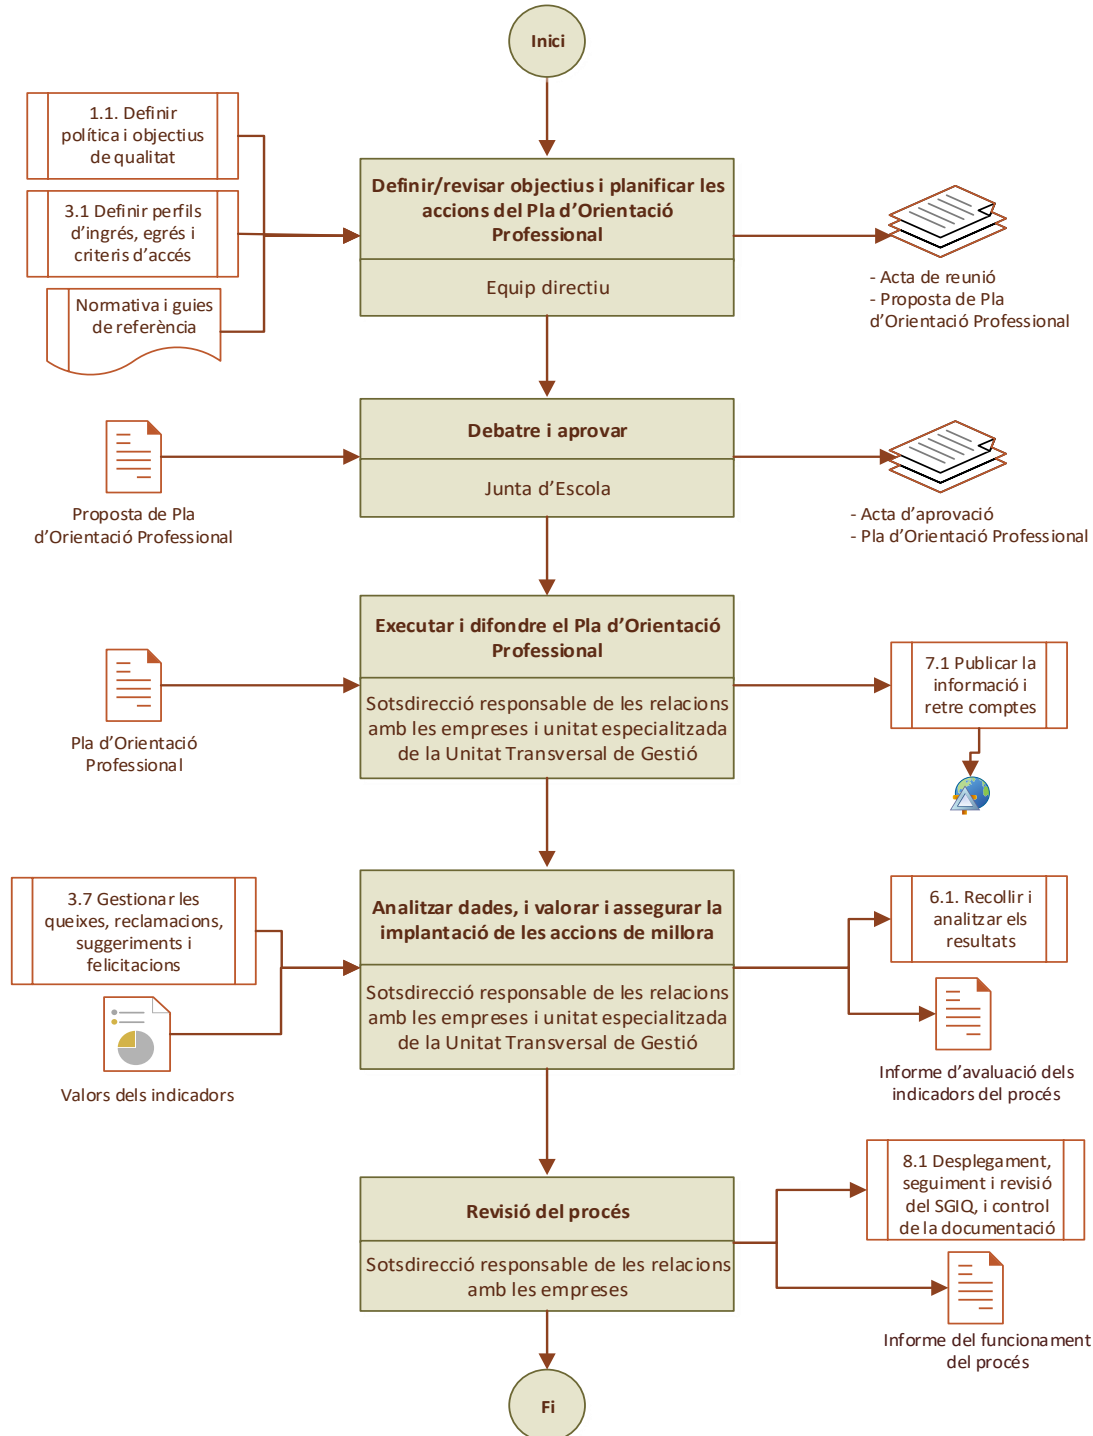 Inici
1.1. Definir
política i objectius
de qualitat
3.1 Definir perfils
d’ingrés, egrés i
criteris d’accés
Normativa i guies
de referència
Definir/revisar objectius i planificar les
accions del Pla d’Orientació
Professional
Equip directiu
- Acta de reunió
- Proposta de Pla
d’Orientació Professional
Proposta de Pla
d’Orientació Professional
Debatre i aprovar
Junta d’Escola
- Acta d’aprovació
- Pla d’Orientació Professional
Pla d’Orientació
Professional
Executar i difondre el Pla d’Orientació
Professional
Sotsdirecció responsable de les relacions
amb les empreses i unitat especialitzada
de la Unitat Transversal de Gestió
7.1 Publicar la
informació i
retre comptes
3.7 Gestionar les
queixes, reclamacions,
suggeriments i
felicitacions
Valors dels indicadors
Analitzar dades, i valorar i assegurar la
implantació de les accions de millora
Sotsdirecció responsable de les relacions
amb les empreses i unitat especialitzada
de la Unitat Transversal de Gestió
6.1. Recollir i
analitzar els
resultats
Informe d’avaluació dels
indicadors del procés
Revisió del procés
Sotsdirecció responsable de les relacions
amb les empreses
8.1 Desplegament,
seguiment i revisió
del SGIQ, i control
de la documentació
Informe del funcionament
del procés
Fi